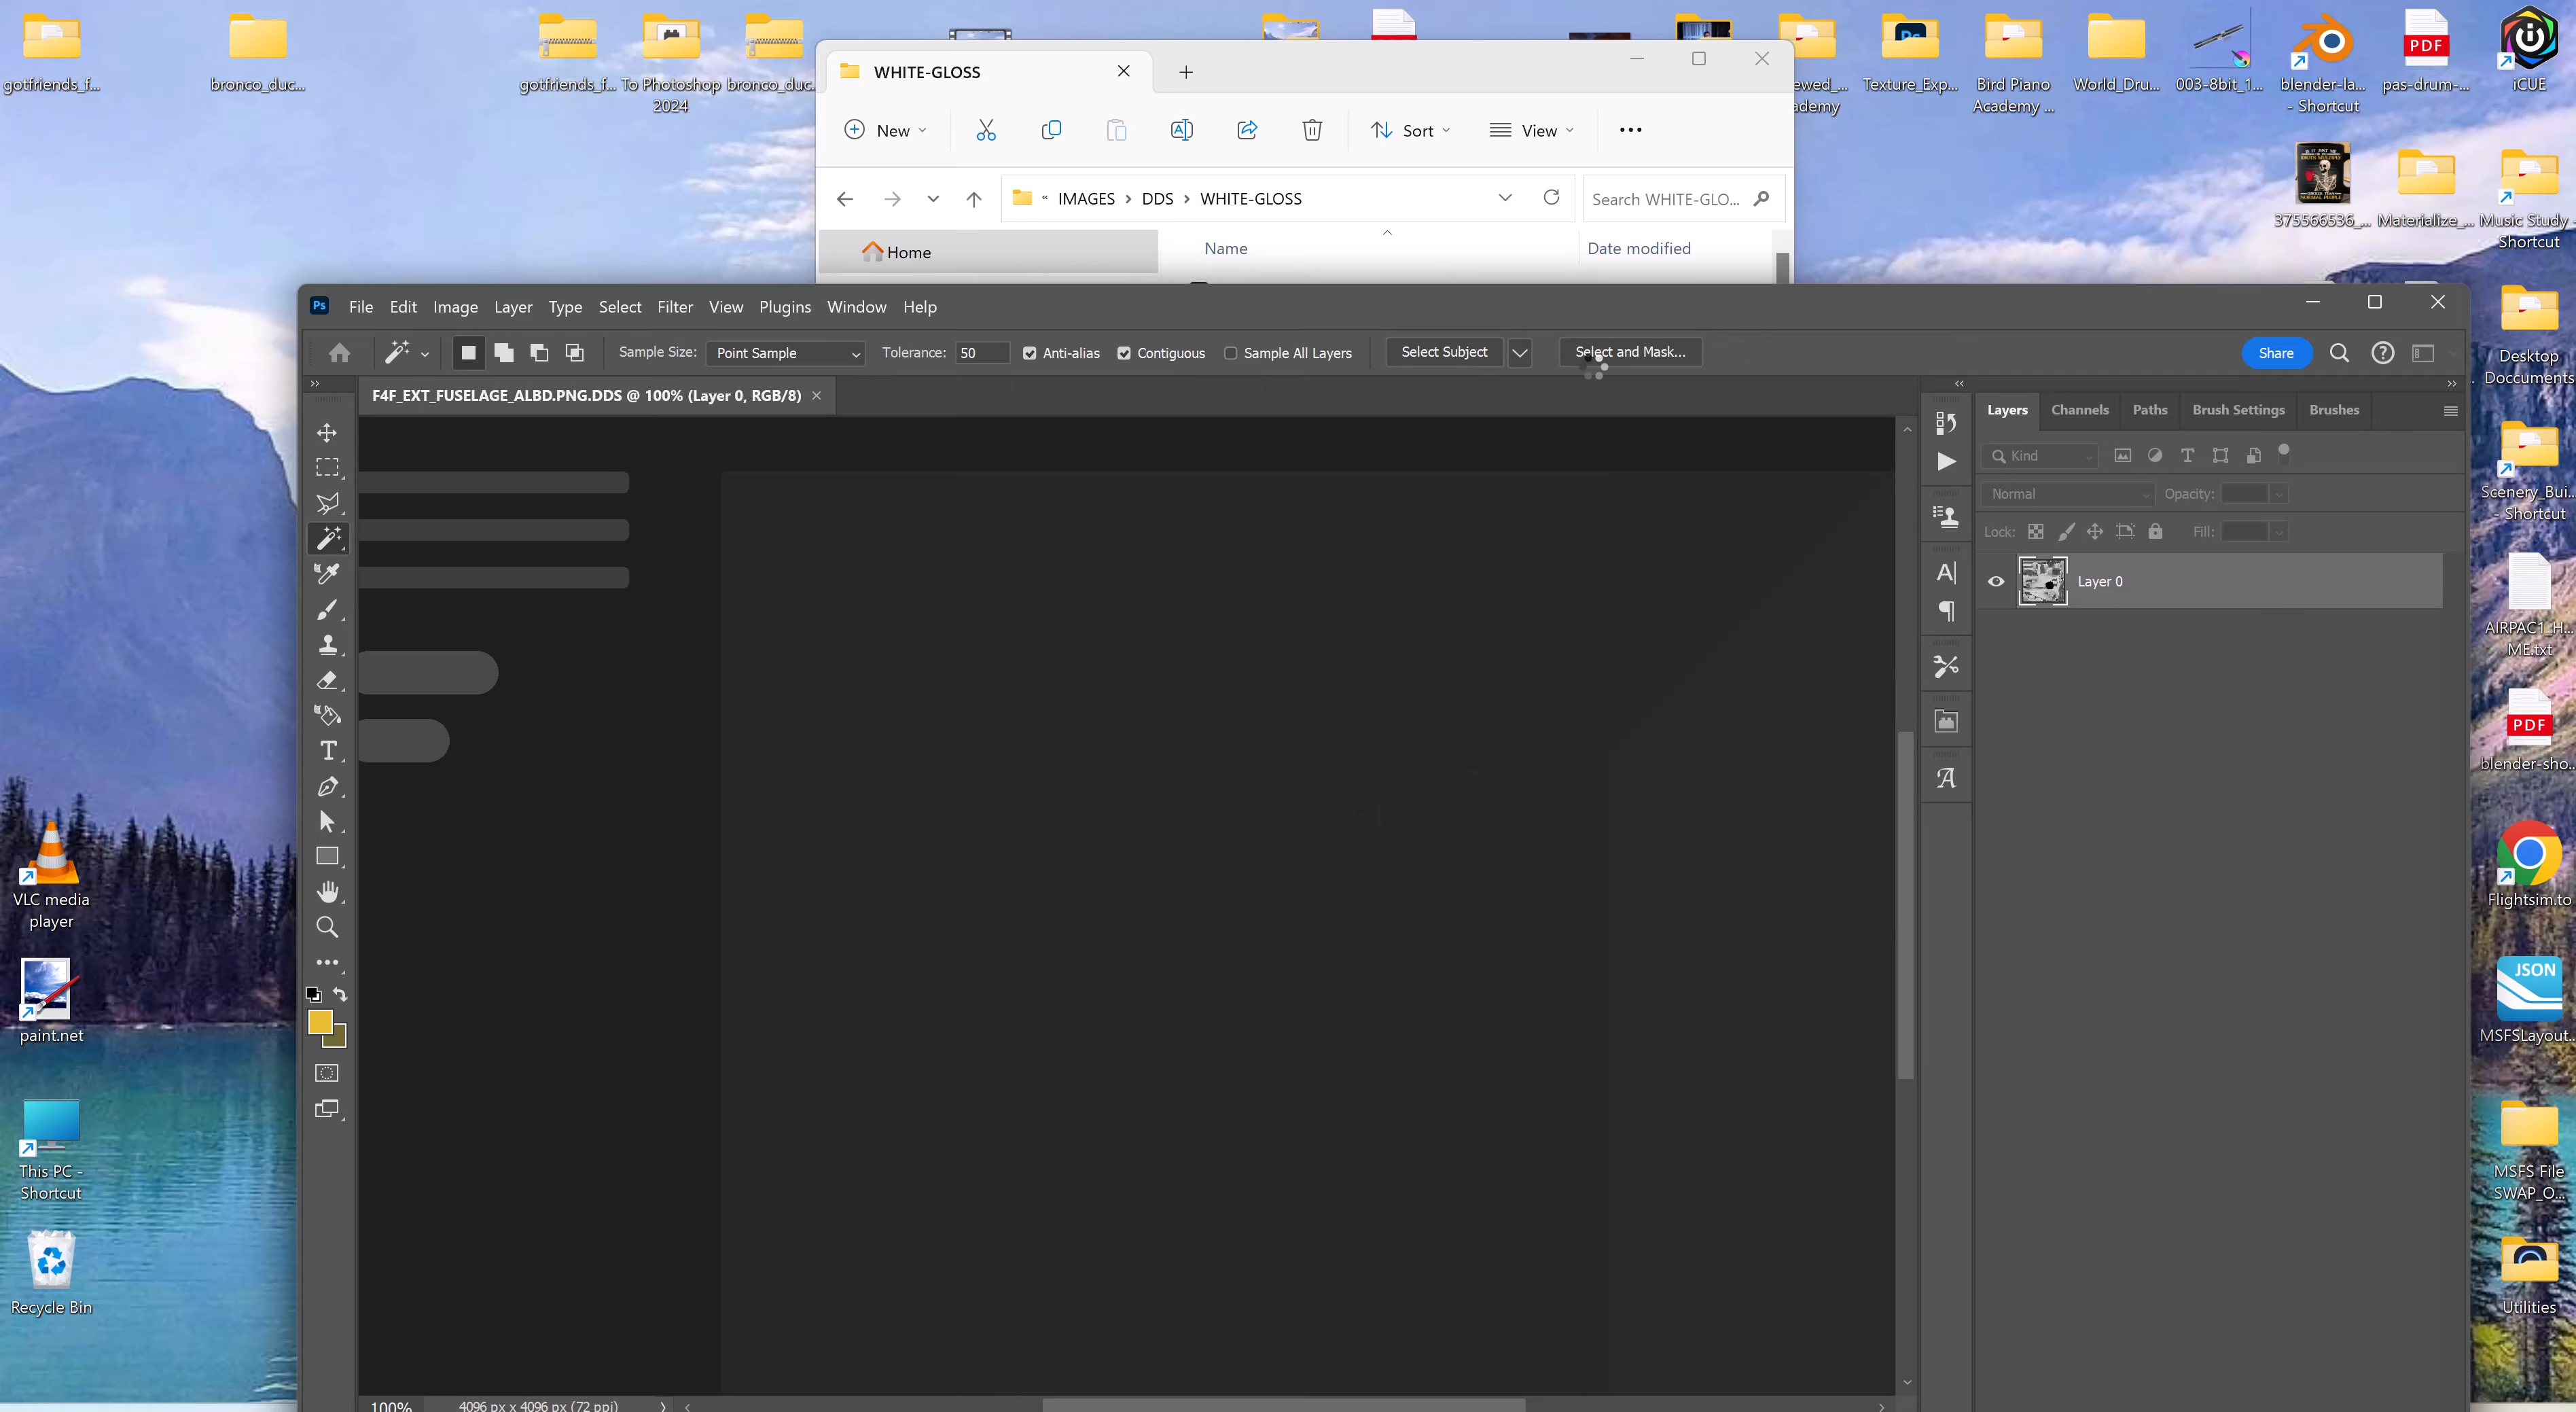 gotfriends_f...
bronco_duc...
gotfriends_f...
To Photoshop
2024
bronco_duc...
WHITE-GLOSS
New
Sort
View
IMAGES
DDS
WHITE-GLOSS
Search WHITE-GLO...
Home
Name
Date modified
ewed_...
ademy
Texture_Exp...
Bird Piano
Academy ...
World_Dru...
003-8bit_1...
blender-la...
- Shortcut
PDF
pas-drum-...
iCUE
375566536_...
Materialize_...
Music Study -
Shortcut
Ps
File
Edit
Image
Layer
Type
Select
Filter
View
Plugins
Window
Help
Sample Size:
Point Sample
Tolerance:
50
Anti-alias
Contiguous
Sample All Layers
Select Subject
Select and Mask...
Share
F4F_EXT_FUSELAGE_ALBD.PNG.DDS @ 100% (Layer 0, RGB/8)
Layers
Channels
Paths
Brush Settings
Brushes
Kind
Normal
Opacity:
Lock:
Fill:
Layer 0
100%
4096 px x 4096 px (72 ppi)
Desktop
Doccuments
Scenery_Bui...
- Shortcut
AIRPAC1_H...
ME.txt
PDF
blender-sho...
Flightsim.to
JSON
MSFSLayout...
MSFS File
SWAP_O...
Utilities
VLC media
player
paint.net
This PC -
Shortcut
Recycle Bin